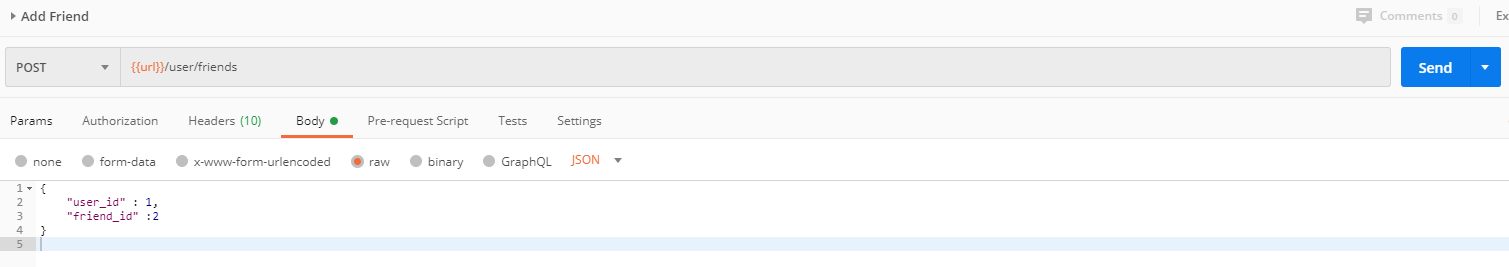 Add Friend
Comments 0
Ex
POST
{{url}}/user/friends
Send
Params Authorization Headers (10) Body Pre-request Script Tests Settings
none form-data x-www-form-urlencoded raw binary GraphQL JSON
1 {
2 "user_id" : 1,
3 "friend_id" :2
4 }
5